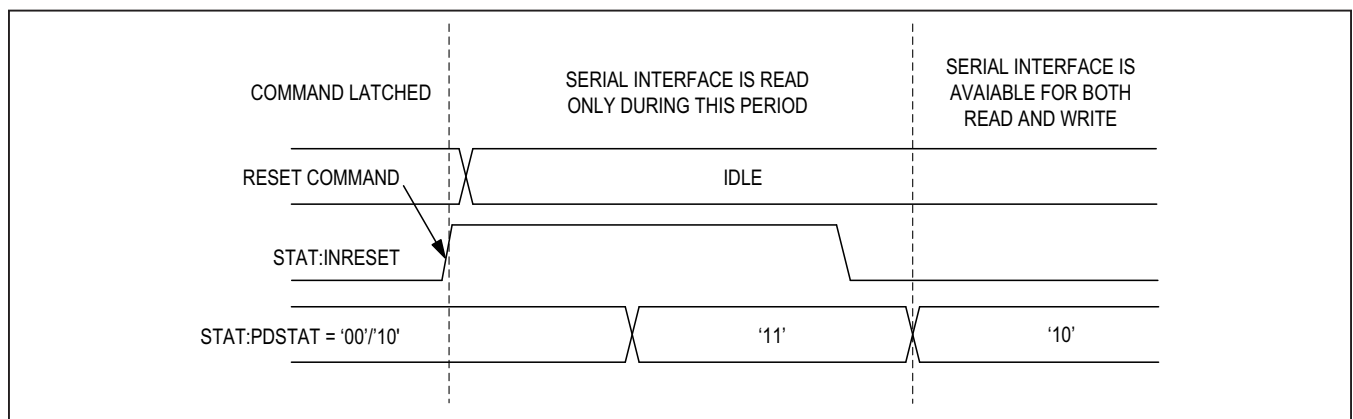 COMMAND LATCHED
SERIAL INTERFACE IS READ
ONLY DURING THIS PERIOD
SERIAL INTERFACE IS
AVAIABLE FOR BOTH
READ AND WRITE
RESET COMMAND
IDLE
STAT:INRESET
STAT:PDSTAT = ‘00’/’10'
‘11’
‘10’